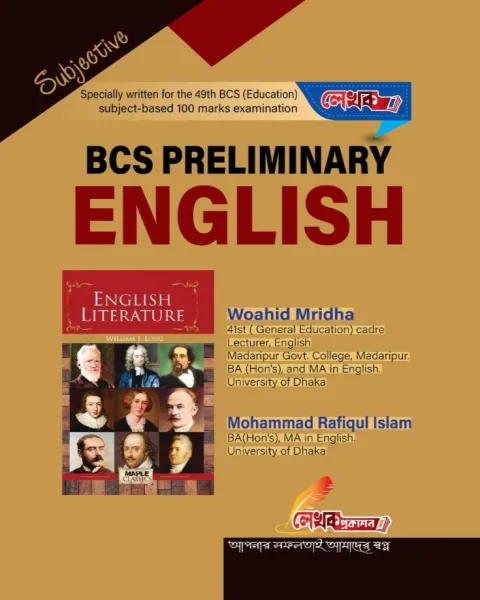 Subjective
Specially written for the 49th BCS (Education)
subject-based 100 marks examination
লেখক
BCS PRELIMINARY
ENGLISH
ENGLISH
LITERATURE
WILLIAM J. LONG
MAPLE
CLASSICS
Woahid Mridha
41st ( General Education) cadre
Lecturer, English
Madaripur Govt. College, Madaripur.
BA (Hon's), and MA in English.
University of Dhaka
Mohammad Rafiqul Islam
BA(Hon's), MA in English.
University of Dhaka
লেখক প্রকাশন
আপনার সফলতাই আমাদের স্বপ্ন